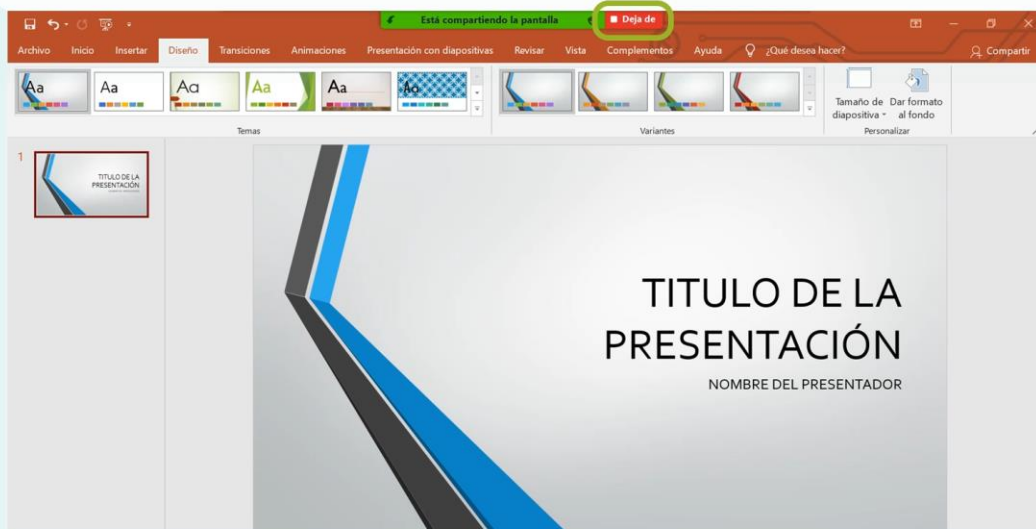 Está compartiendo la pantalla
Deja de
Archivo Inicio Insertar Diseño Transiciones Animaciones Presentación con diapositivas Revisar Vista Complementos Ayuda ¿Qué desea hacer? Compartir
Aa Aa Aa Aa Aa Aa
Tamaño de diapositiva
Dar formato al fondo
Temas Variantes Personalizar
1
TITULO DE LA
PRESENTACIÓN
TITULO DE LA
PRESENTACIÓN
NOMBRE DEL PRESENTADOR